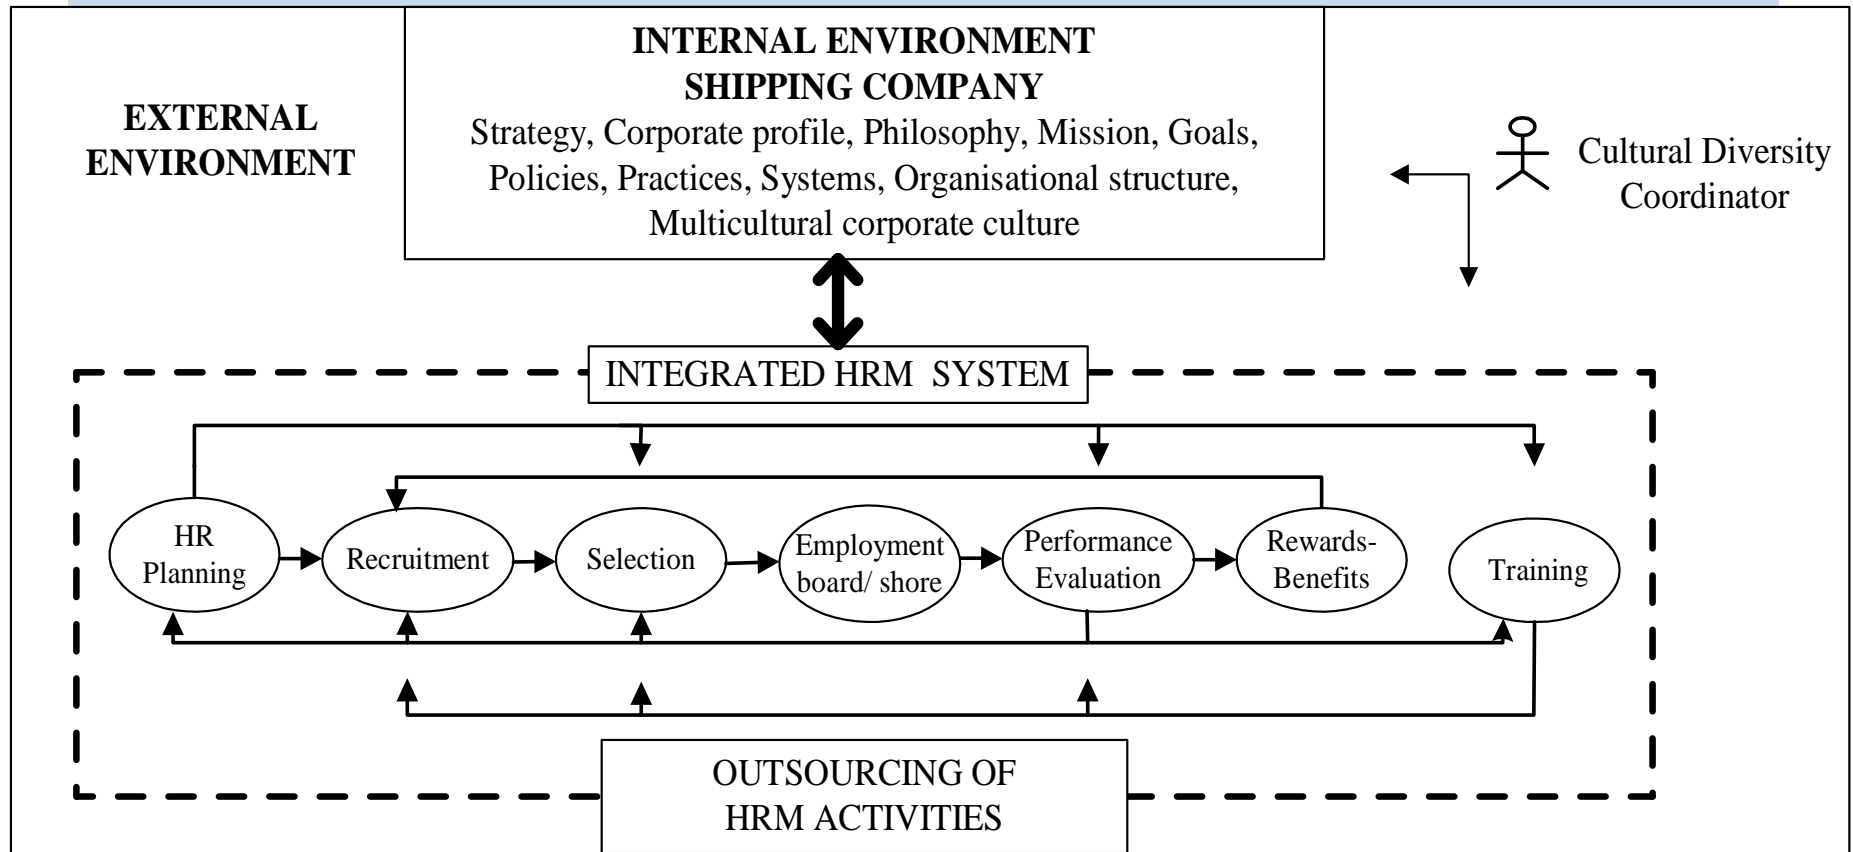 INTERNAL ENVIRONMENT
SHIPPING COMPANY
Strategy, Corporate profile, Philosophy, Mission, Goals,
Policies, Practices, Systems, Organisational structure,
Multicultural corporate culture
EXTERNAL
ENVIRONMENT
Cultural Diversity
Coordinator
INTEGRATED HRM SYSTEM
HR
Planning
Recruitment
Selection
Employment
board/ shore
Performance
Evaluation
Rewards-
Benefits
Training
OUTSOURCING OF
HRM ACTIVITIES